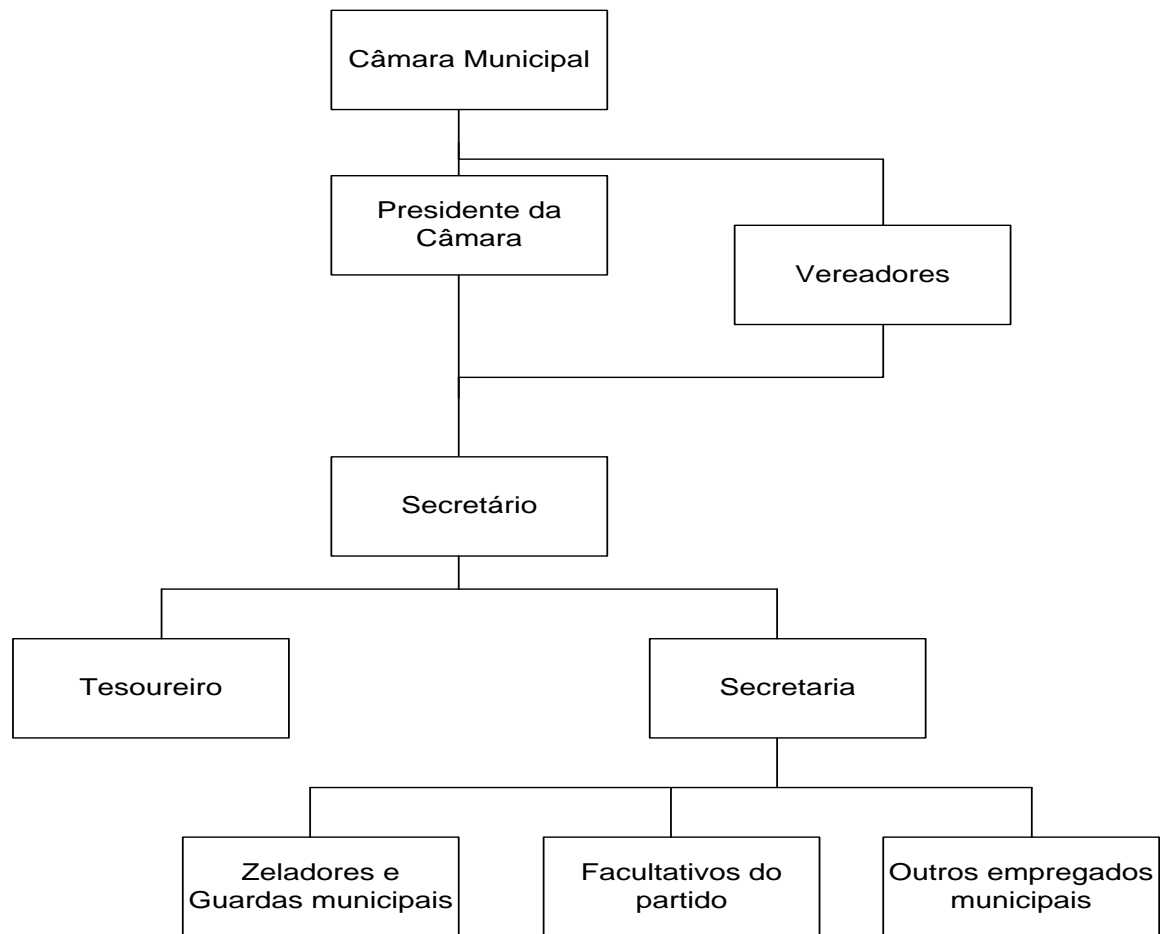 Câmara Municipal
Presidente da
Câmara
Vereadores
Secretário
Tesoureiro
Secretaria
Zeladores e
Guardas municipais
Facultativos do
partido
Outros empregados
municipais